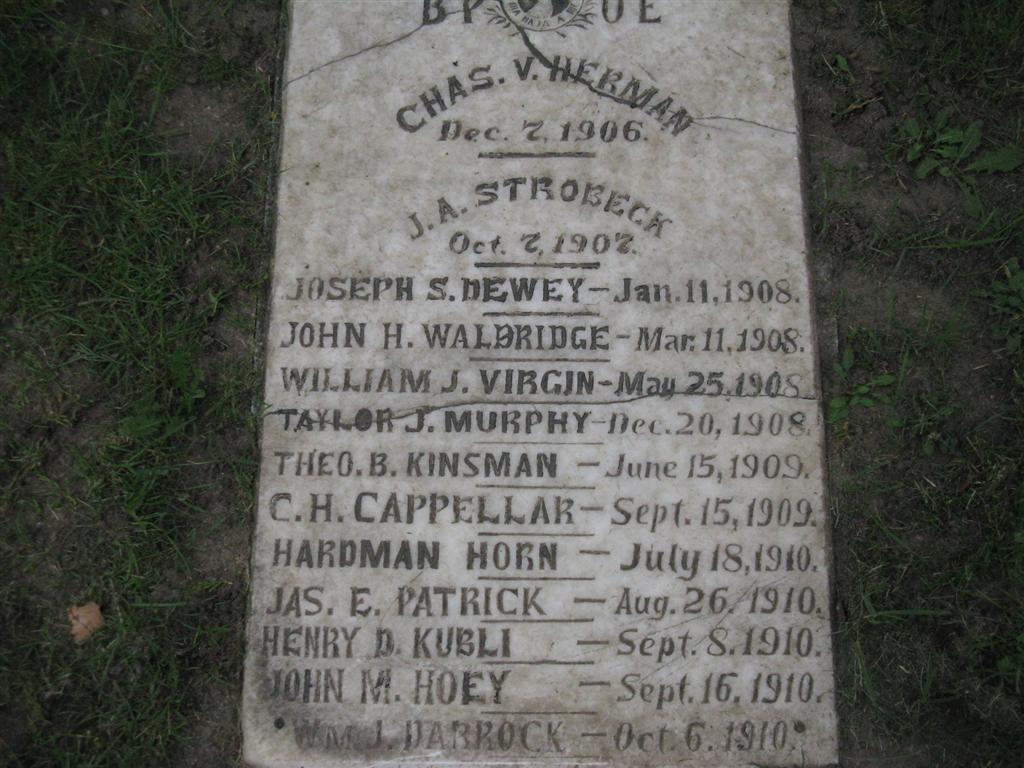 BP OE
CHAS. V. HERMAN
Dec. 7, 1906.
J. A. STROBECK
Oct. 7, 1907.
JOSEPH S. DEWEY - Jan. 11, 1908.
JOHN H. WALDRIDGE - Mar. 11, 1908.
WILLIAM J. VIRGIN - May 25, 1908
TAYLOR J. MURPHY - Dec. 20, 1908.
THEO. B. KINSMAN - June 15, 1909.
C. H. CAPPELLAR - Sept. 15, 1909.
HARDMAN HORN - July 18, 1910.
JAS. E. PATRICK - Aug. 26, 1910.
HENRY D. KUBLI - Sept. 8, 1910.
JOHN M. HOEY - Sept. 16, 1910.
WM. J. DARROCK - Oct. 6, 1910.